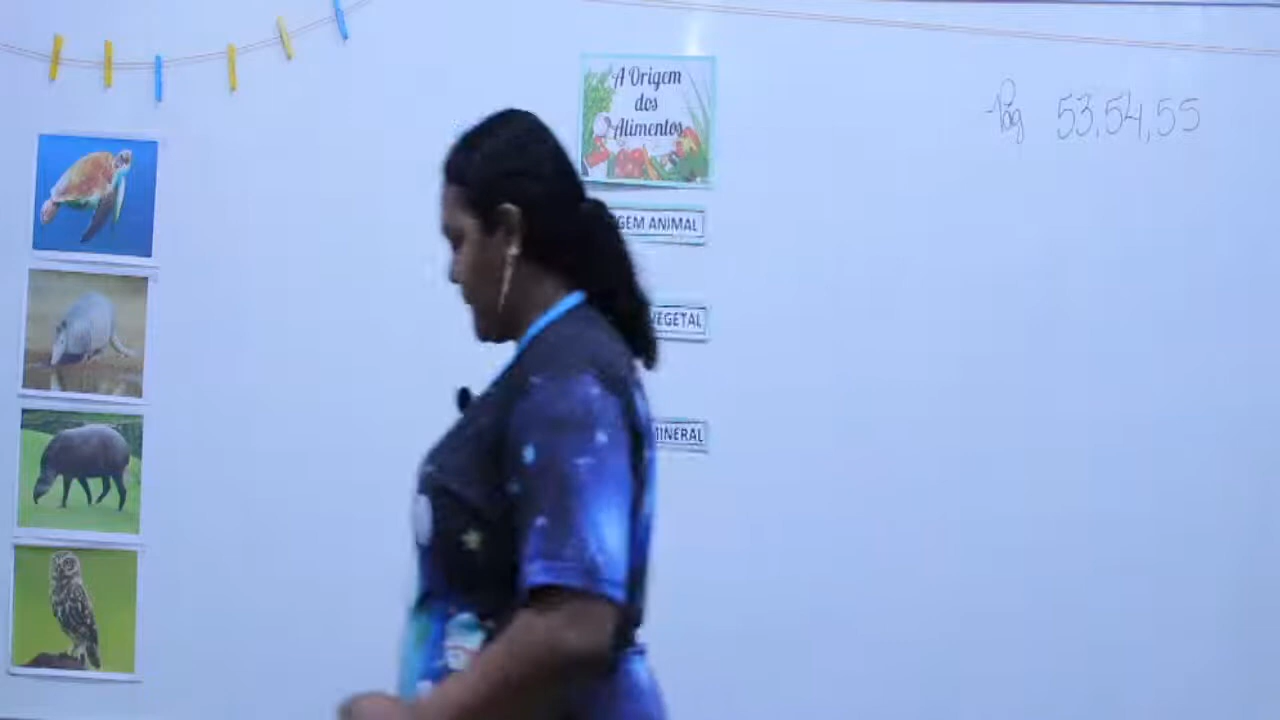 A Origem
dos
Alimentos
GEM ANIMAL
VEGETAL
MINERAL
Pág 53,54,55